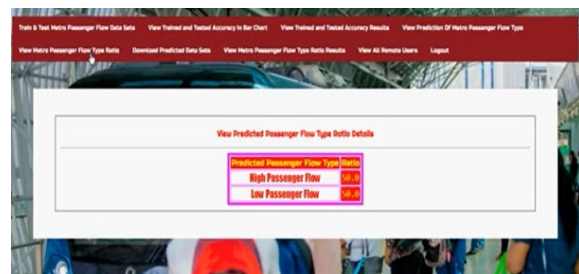 Train & Test Metro Passenger Flow Data Sets View Trained and Tested Accuracy in Bar Chart View Trained and Tested Accuracy Results View Prediction Of Metro Passenger Flow Type
View Metro Passenger Flow Type Ratio Download Predicted Data Sets View Metro Passenger Flow Type Ratio Results View All Remote Users Logout
View Predicted Passenger Flow Type Ratio Details
Predicted Passenger Flow Type Ratio
High Passenger Flow 50.0
Low Passenger Flow 50.0